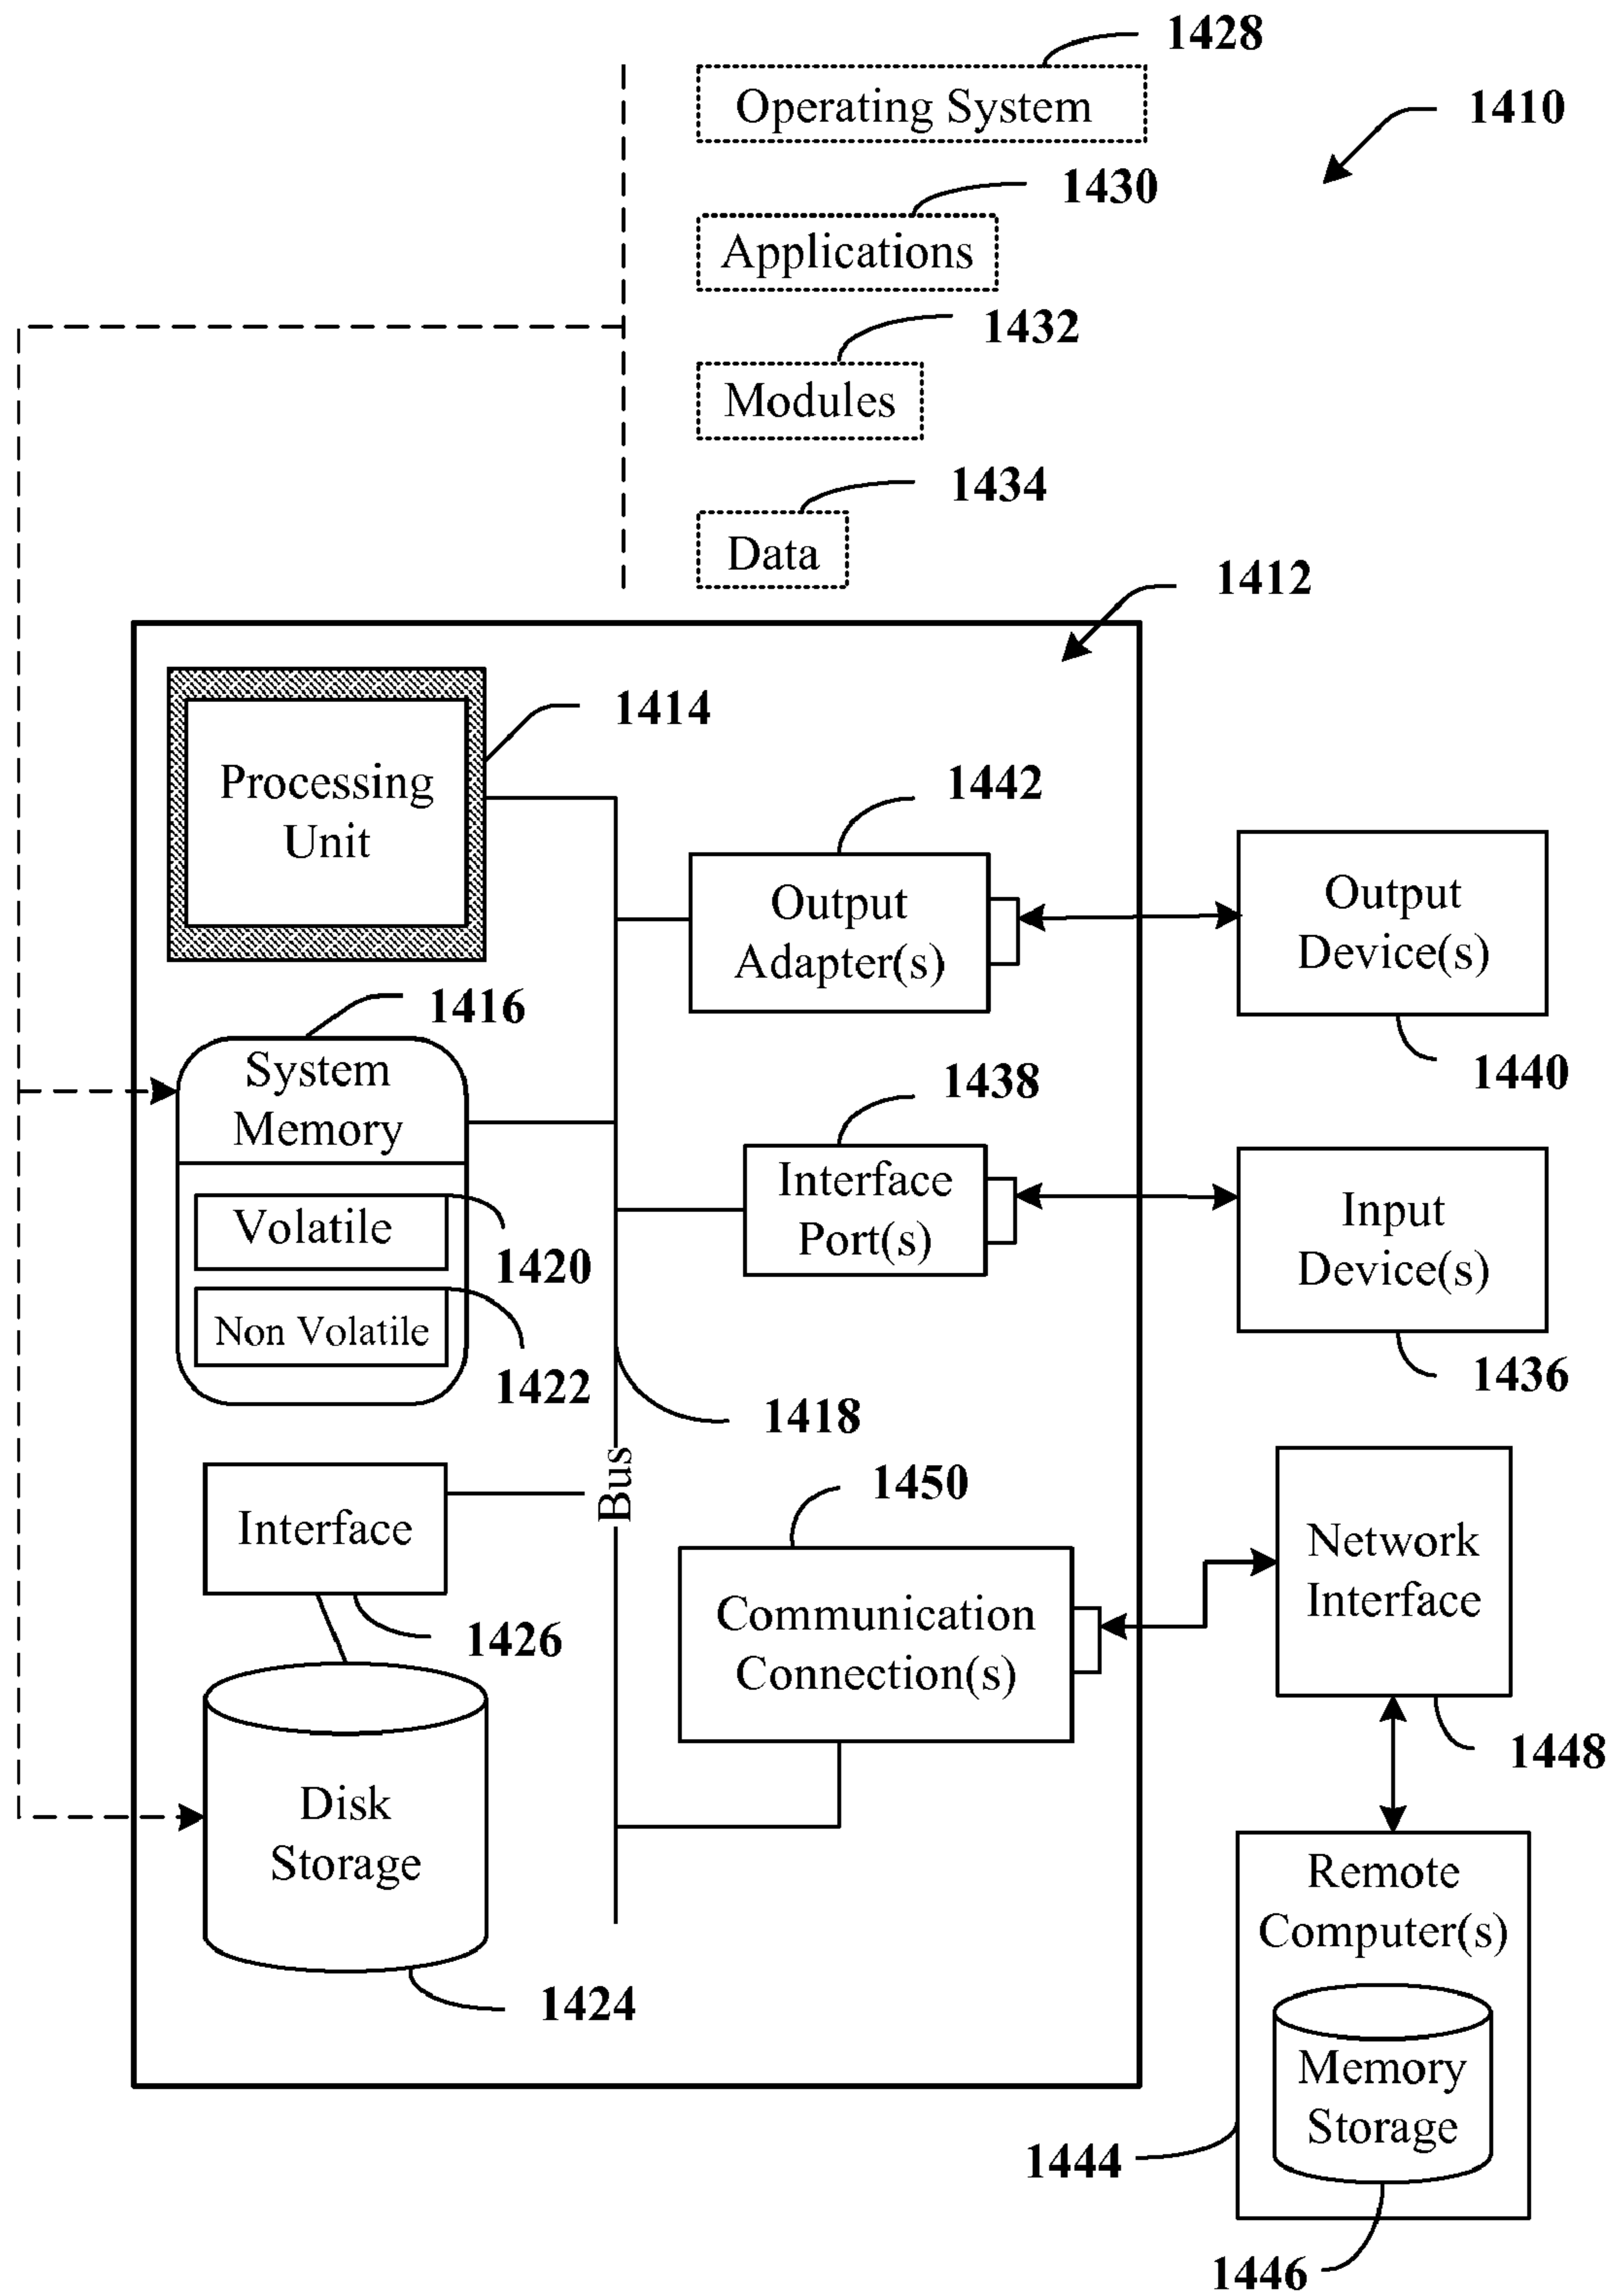 1428
Operating System
1410
1430
Applications
1432
Modules
1434
Data
1412
1414
Processing
Unit
1442
Output
Adapter(s)
Output
Device(s)
1440
1416
System
Memory
1438
Interface
Port(s)
Input
Device(s)
1436
Volatile
1420
Non Volatile
1422
1418
Bus
1450
Interface
1426
Communication
Connection(s)
Network
Interface
1448
Disk
Storage
1424
Remote
Computer(s)
Memory
Storage
1444
1446